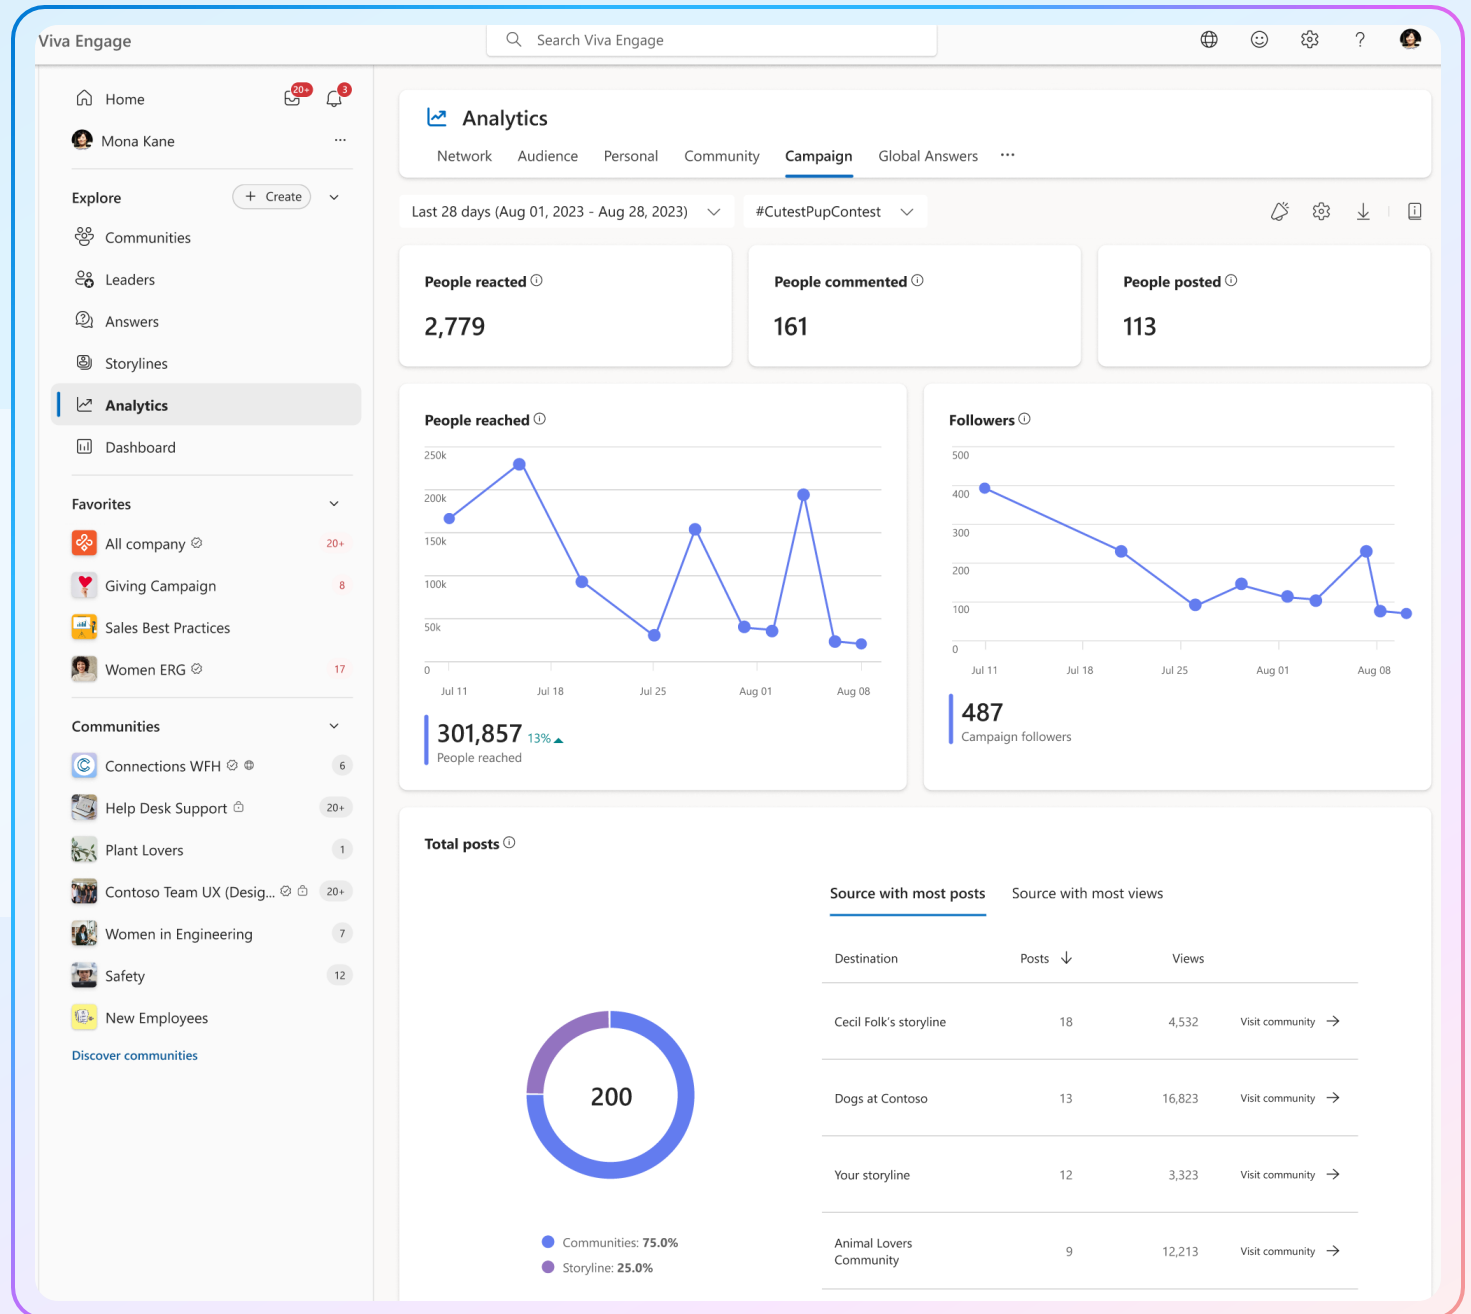 Viva Engage
Search Viva Engage
?
Home
20+
3
Mona Kane
...
Explore
+ Create
Communities
Leaders
Answers
Storylines
Analytics
Dashboard
Favorites
All company
20+
Giving Campaign
8
Sales Best Practices
Women ERG
17
Communities
Connections WFH
6
Help Desk Support
20+
Plant Lovers
1
Contoso Team UX (Desig...
20+
Women in Engineering
7
Safety
12
New Employees
Discover communities
Analytics
Network Audience Personal Community Campaign Global Answers ...
Last 28 days (Aug 01, 2023 - Aug 28, 2023)
#CutestPupContest
People reacted
2,779
People commented
161
People posted
113
People reached
250k
200k
150k
100k
50k
0
Jul 11 Jul 18 Jul 25 Aug 01 Aug 08
301,857 13%
People reached
Followers
500
400
300
200
100
0
Jul 11 Jul 18 Jul 25 Aug 01 Aug 08
487
Campaign followers
Total posts
200
Communities: 75.0%
Storyline: 25.0%
Source with most posts Source with most views
Destination Posts Views
Cecil Folk's storyline 18 4,532 Visit community
Dogs at Contoso 13 16,823 Visit community
Your storyline 12 3,323 Visit community
Animal Lovers
Community 9 12,213 Visit community